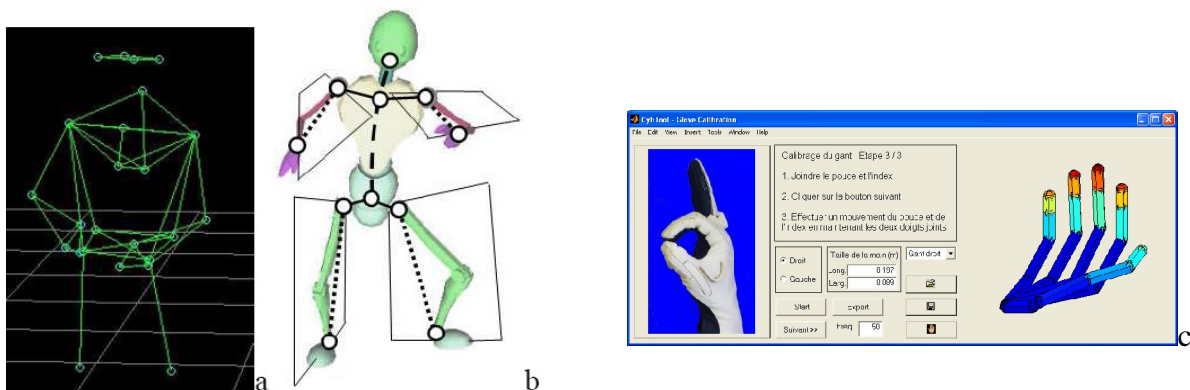 a
b
CybTool - Glove Calibration
File Edit View Insert Tools Window Help
Calibrage du gant Etape 3 / 3
1. Joindre le pouce et l'index
2. Cliquer sur la bouton suivant
3. Effectuer un mouvement du pouce et de
l'index en maintenant les deux doigts joints
Droit
Gauche
Taille de la main (m)
Long. 0.197
Larg. 0.089
Gant droit
Start
Export
Suivant>>
Freq 50
c